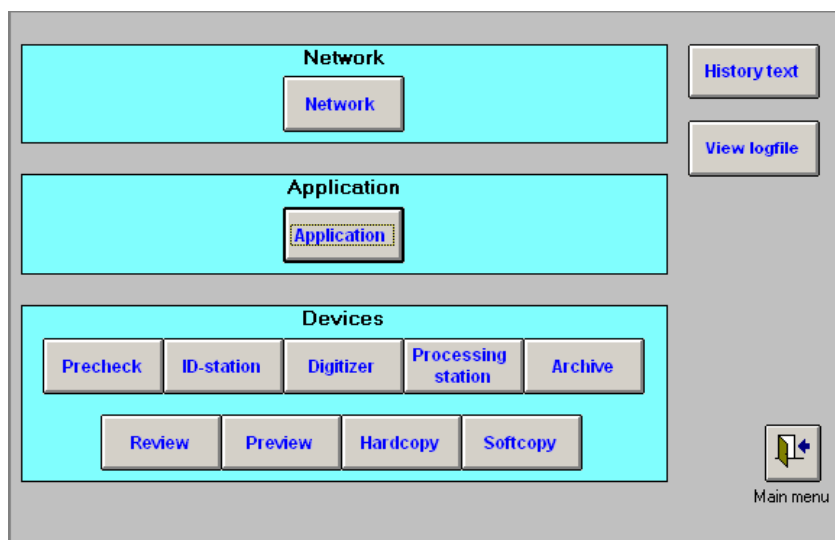 Network
Network
History text
View logfile
Application
Application
Devices
Precheck
ID-station
Digitizer
Processing
station
Archive
Review
Preview
Hardcopy
Softcopy
Main menu